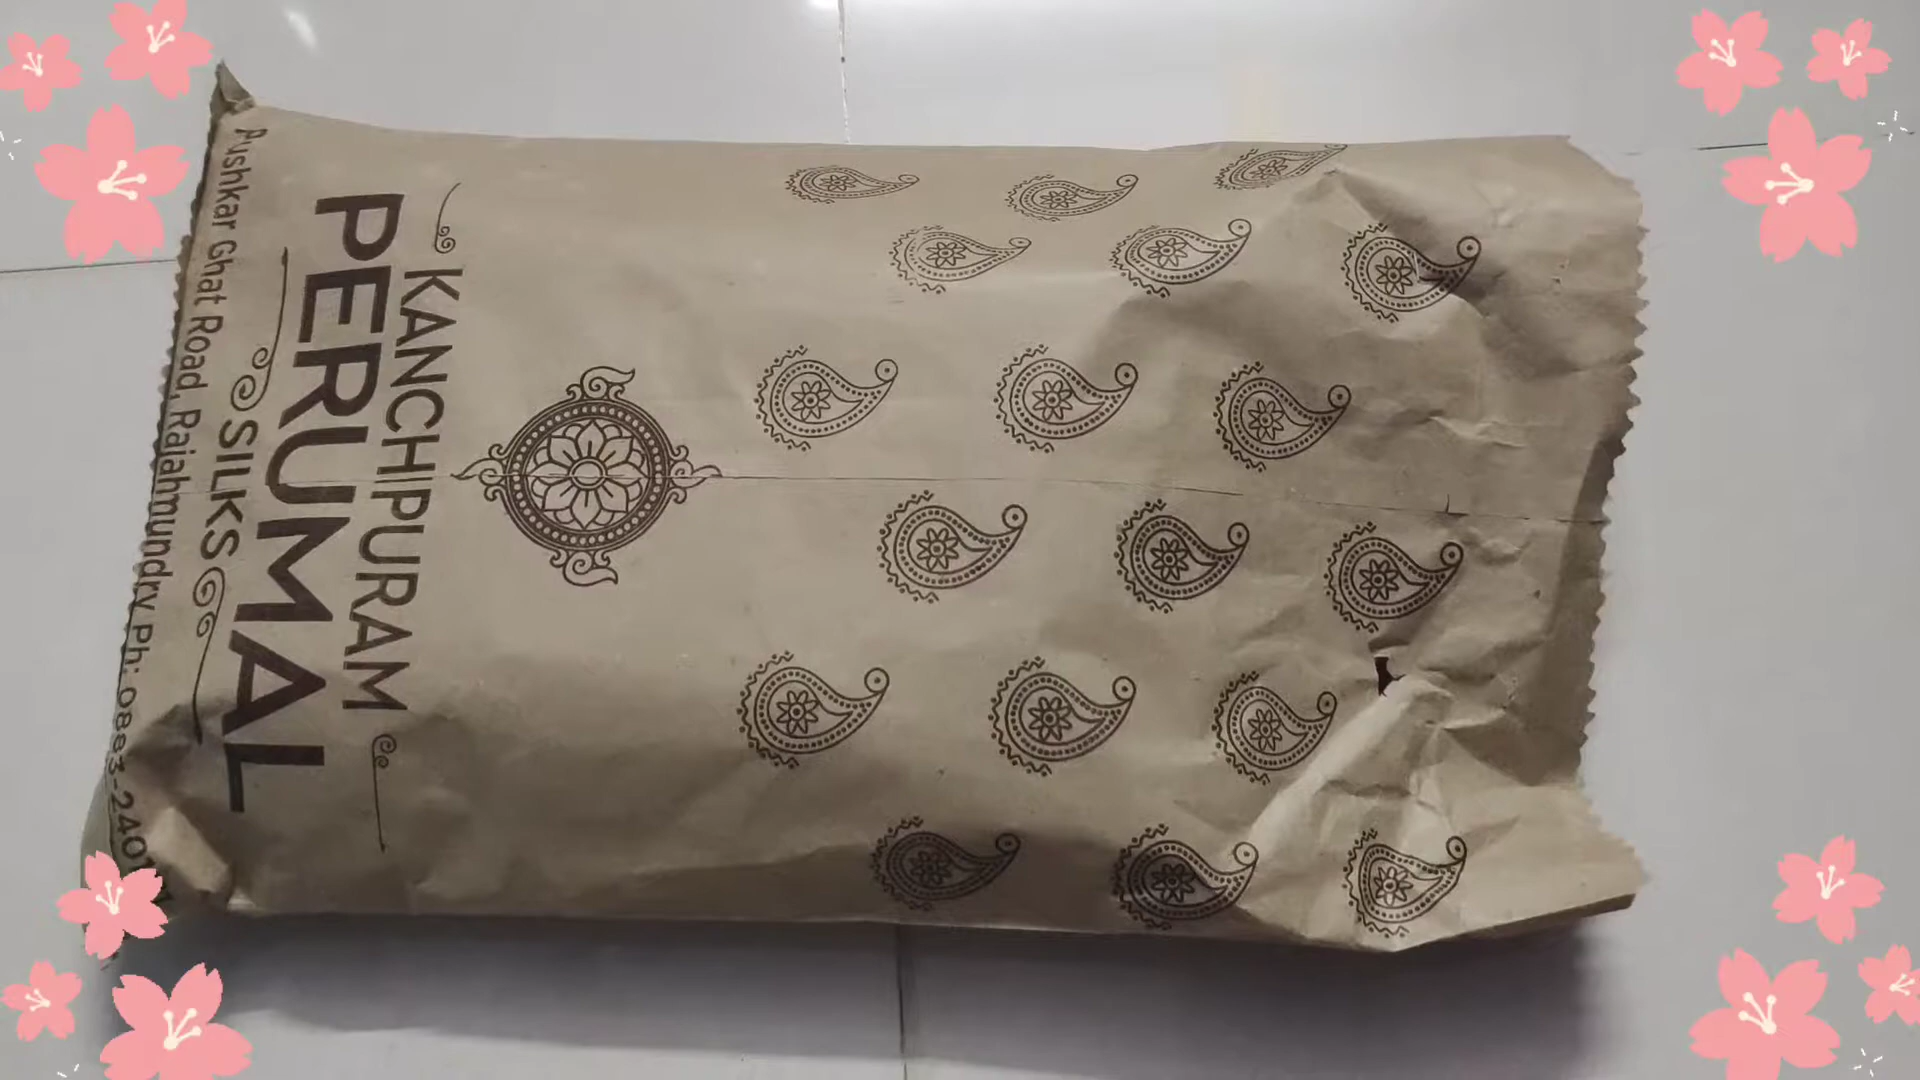 KANCHIPURAM
PERUMAL
SILKS
Pushkar Ghat Road, Rajahmundry, Ph: 0883-240